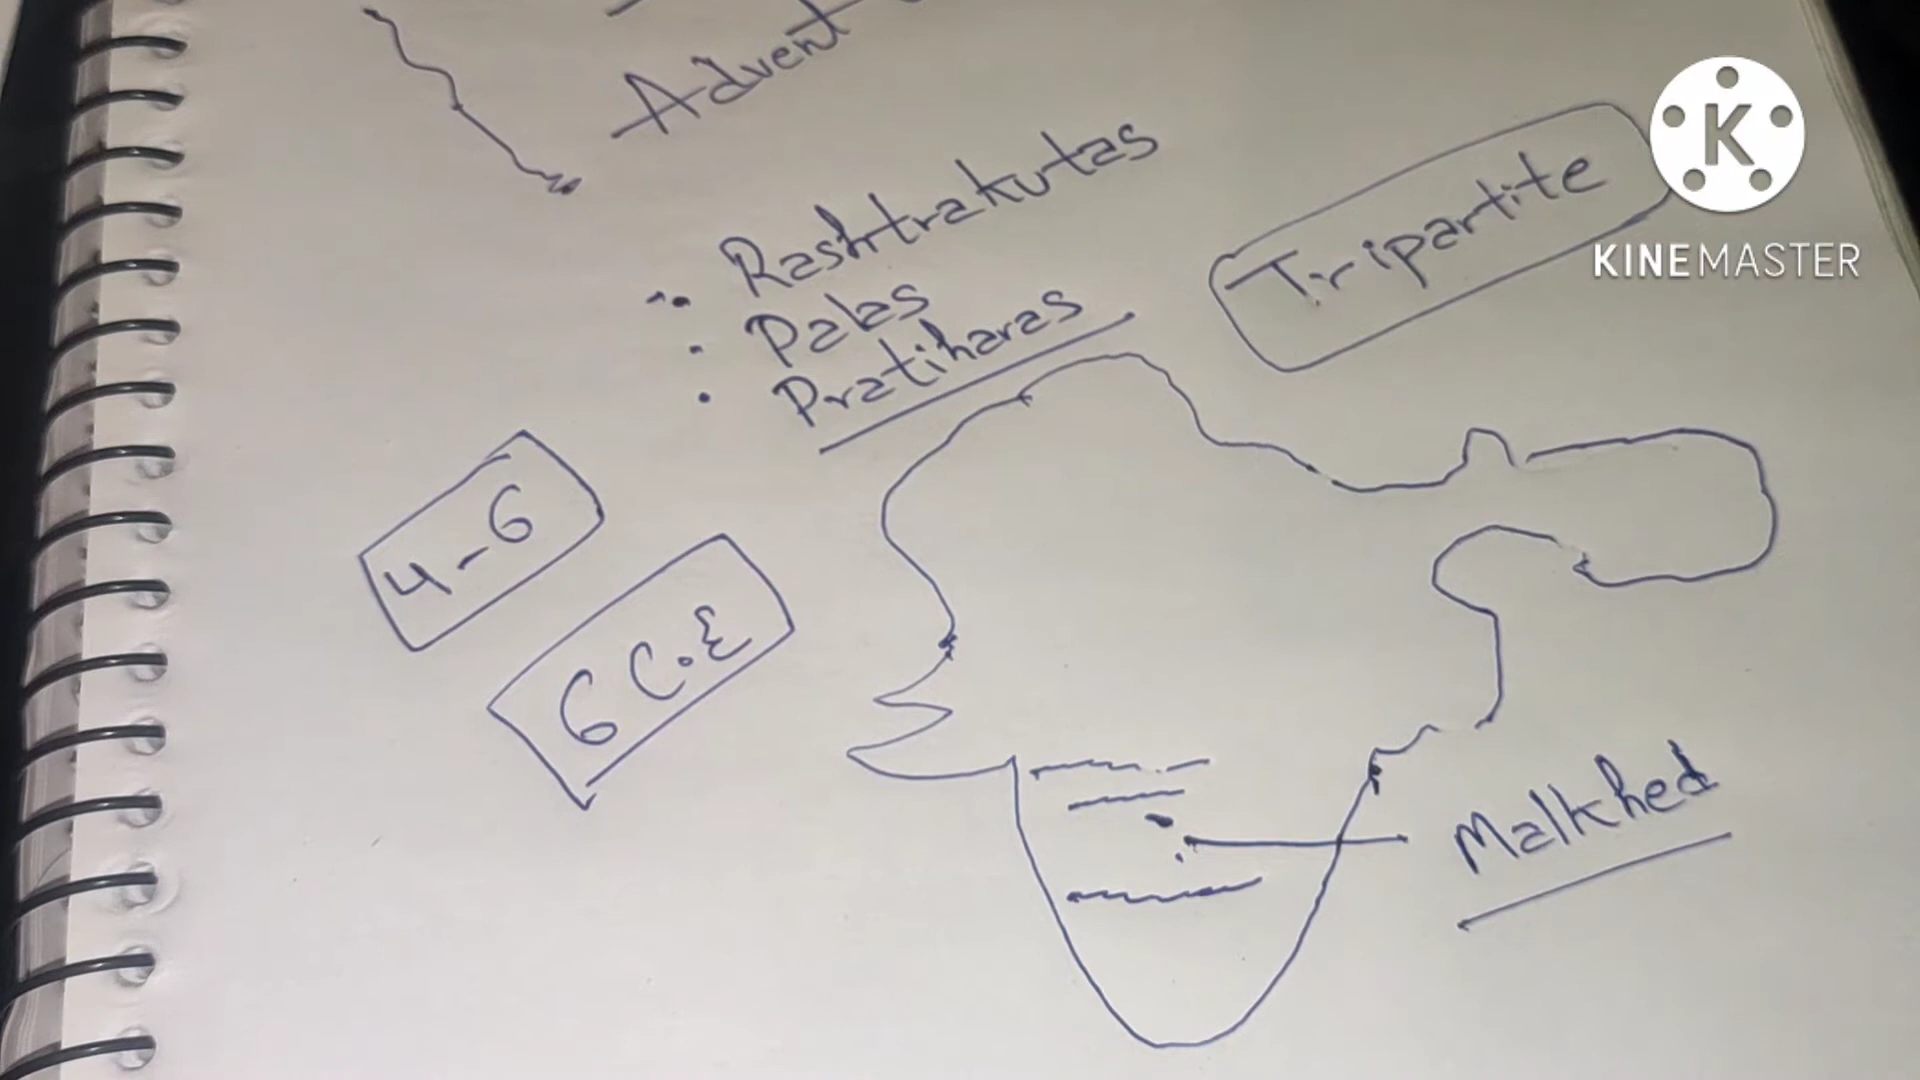 Advent
Rashtrakutas
Palas
Pratiharas
Tripartite
K
KINEMASTER
4-6
6 C.E
Malkhed